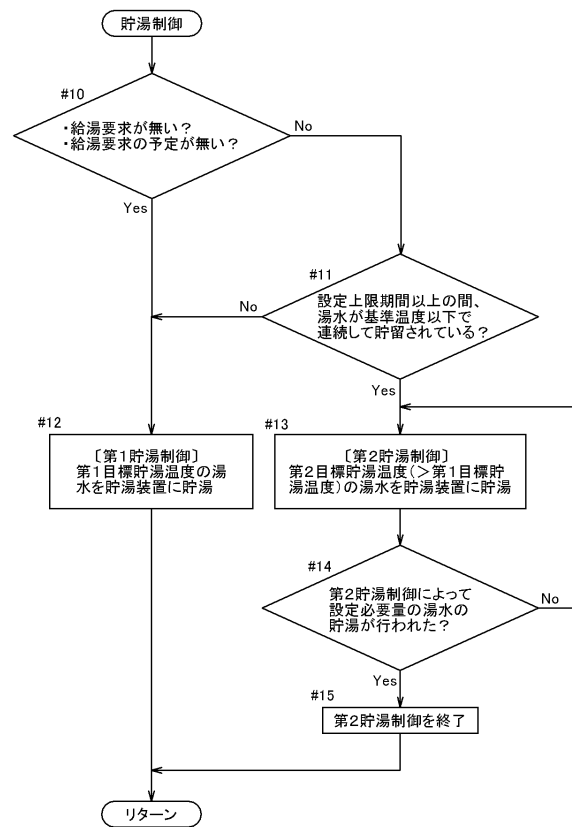 貯湯制御
#10
・給湯要求が無い?
・給湯要求の予定が無い?
No
Yes
#11
設定上限期間以上の間、
湯水が基準温度以下で
連続して貯留されている?
No
Yes
#12
〔第1貯湯制御〕
第1目標貯湯温度の湯
水を貯湯装置に貯湯
#13
〔第2貯湯制御〕
第2目標貯湯温度(>第1目標貯
湯温度)の湯水を貯湯装置に貯湯
#14
第2貯湯制御によって
設定必要量の湯水の
貯湯が行われた?
No
Yes
#15
第2貯湯制御を終了
リターン